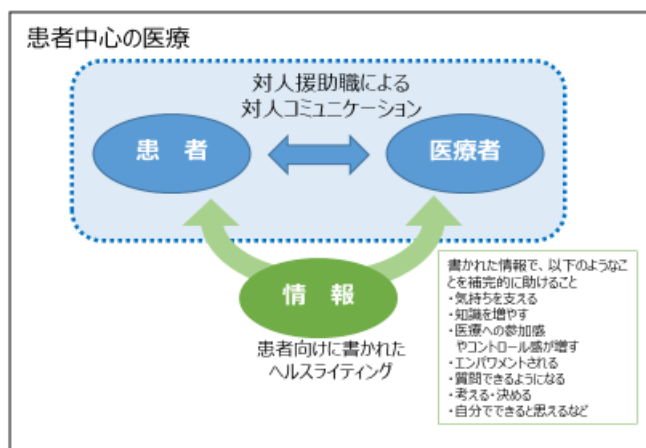 患者中心の医療
対人援助職による
対人コミュニケーション
患　者
医療者
情　報
患者向けに書かれた
ヘルスライティング
書かれた情報で、以下のようなこ
とを補完的に助けること
・気持ちを支える
・知識を増やす
・医療への参加感
やコントロール感が増す
・エンパワメントされる
・質問できるようになる
・考える・決める
・自分でできると思えるなど